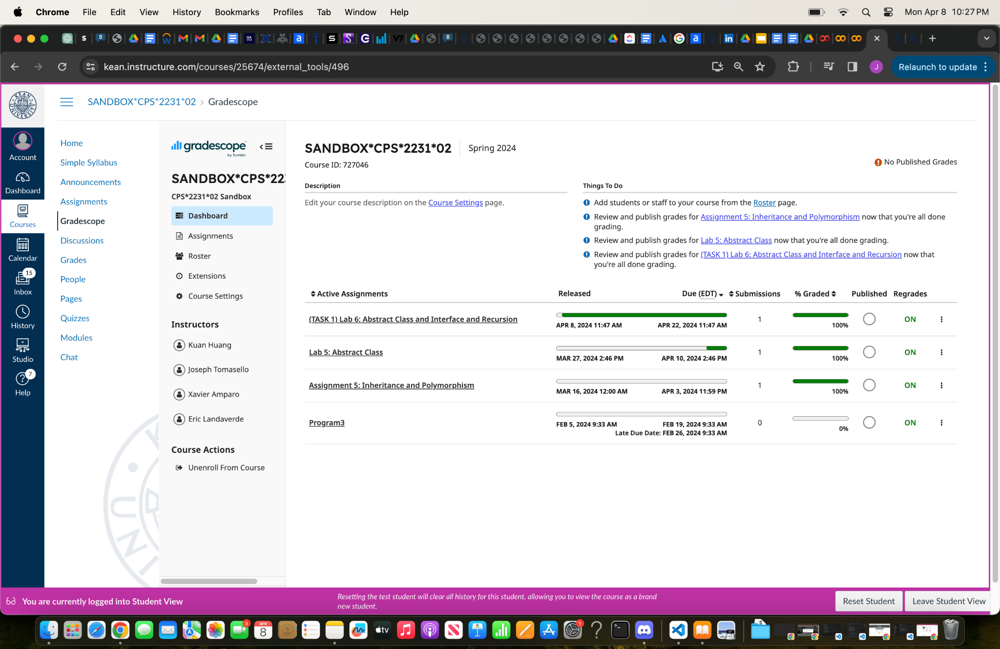 Chrome File Edit View History Bookmarks Profiles Tab Window Help Mon Apr 8 10:27 PM
kean.instructure.com/courses/25674/external_tools/496 J Relaunch to update
KEAN UNIVERSITY
Account
Dashboard
Courses
Calendar
15
Inbox
History
Studio
7
Help
SANDBOX*CPS*2231*02 › Gradescope
Home
Simple Syllabus
Announcements
Assignments
Gradescope
Discussions
Grades
People
Pages
Quizzes
Modules
Chat
gradescope
by Turnitin
SANDBOX*CPS*22
CPS*2231*02 Sandbox
Dashboard
Assignments
Roster
Extensions
Course Settings
Instructors
Kuan Huang
Joseph Tomasello
Xavier Amparo
Eric Landaverde
Course Actions
Unenroll From Course
SANDBOX*CPS*2231*02 Spring 2024
Course ID: 727046
No Published Grades
Description
Edit your course description on the Course Settings page.
Things To Do
Add students or staff to your course from the Roster page.
Review and publish grades for Assignment 5: Inheritance and Polymorphism now that you're all done
grading.
Review and publish grades for Lab 5: Abstract Class now that you're all done grading.
Review and publish grades for (TASK 1) Lab 6: Abstract Class and Interface and Recursion now that
you're all done grading.
Active Assignments Released Due (EDT) Submissions % Graded Published Regrades
(TASK 1) Lab 6: Abstract Class and Interface and Recursion 1 ON
APR 8, 2024 11:47 AM APR 22, 2024 11:47 AM 100%
Lab 5: Abstract Class 1 ON
MAR 27, 2024 2:46 PM APR 10, 2024 2:46 PM 100%
Assignment 5: Inheritance and Polymorphism 1 ON
MAR 16, 2024 12:00 AM APR 3, 2024 11:59 PM 100%
Program3 0 ON
FEB 5, 2024 9:33 AM FEB 19, 2024 9:33 AM 0%
Late Due Date: FEB 26, 2024 9:33 AM
You are currently logged into Student View
Resetting the test student will clear all history for this student, allowing you to view the course as a brand
new student.
Reset Student Leave Student View
3
APR
8
tv
1